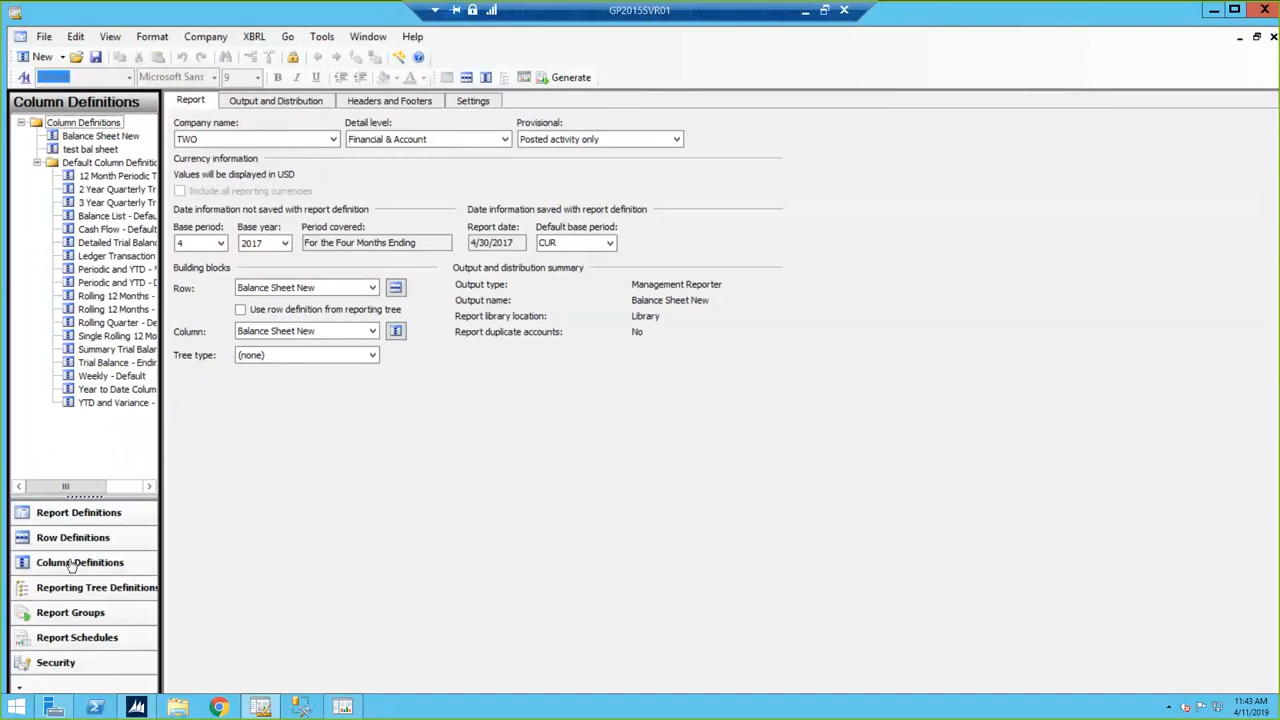 GP2015SVR01
File Edit View Format Company XBRL Go Tools Window Help
New
Microsoft Sans 9 B I U A Generate
Column Definitions
Column Definitions
Balance Sheet New
test bal sheet
Default Column Definitic
12 Month Periodic T
2 Year Quarterly Tr
3 Year Quarterly Tr
Balance List - Defau
Cash Flow - Default
Detailed Trial Balanc
Ledger Transaction
Periodic and YTD - 
Periodic and YTD - 
Rolling 12 Months -
Rolling 12 Months -
Rolling Quarter - De
Single Rolling 12 Mo
Summary Trial Balar
Trial Balance - Endir
Weekly - Default
Year to Date Colum
YTD and Variance -
Report Definitions
Row Definitions
Column Definitions
Reporting Tree Definitions
Report Groups
Report Schedules
Security
Report Output and Distribution Headers and Footers Settings
Company name: Detail level: Provisional:
TWO Financial & Account Posted activity only
Currency information
Values will be displayed in USD
Include all reporting currencies
Date information not saved with report definition Date information saved with report definition
Base period: Base year: Period covered: Report date: Default base period:
4 2017 For the Four Months Ending 4/30/2017 CUR
Building blocks Output and distribution summary
Row: Balance Sheet New Output type: Management Reporter
Output name: Balance Sheet New
Use row definition from reporting tree Report library location: Library
Column: Balance Sheet New Report duplicate accounts: No
Tree type: (none)
11:43 AM
4/11/2019